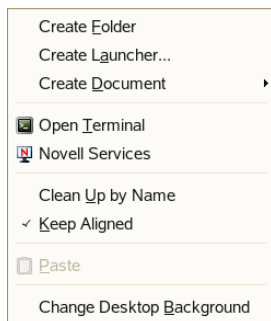 Create Folder
Create Launcher...
Create Document
Open Terminal
Novell Services
Clean Up by Name
Keep Aligned
Paste
Change Desktop Background